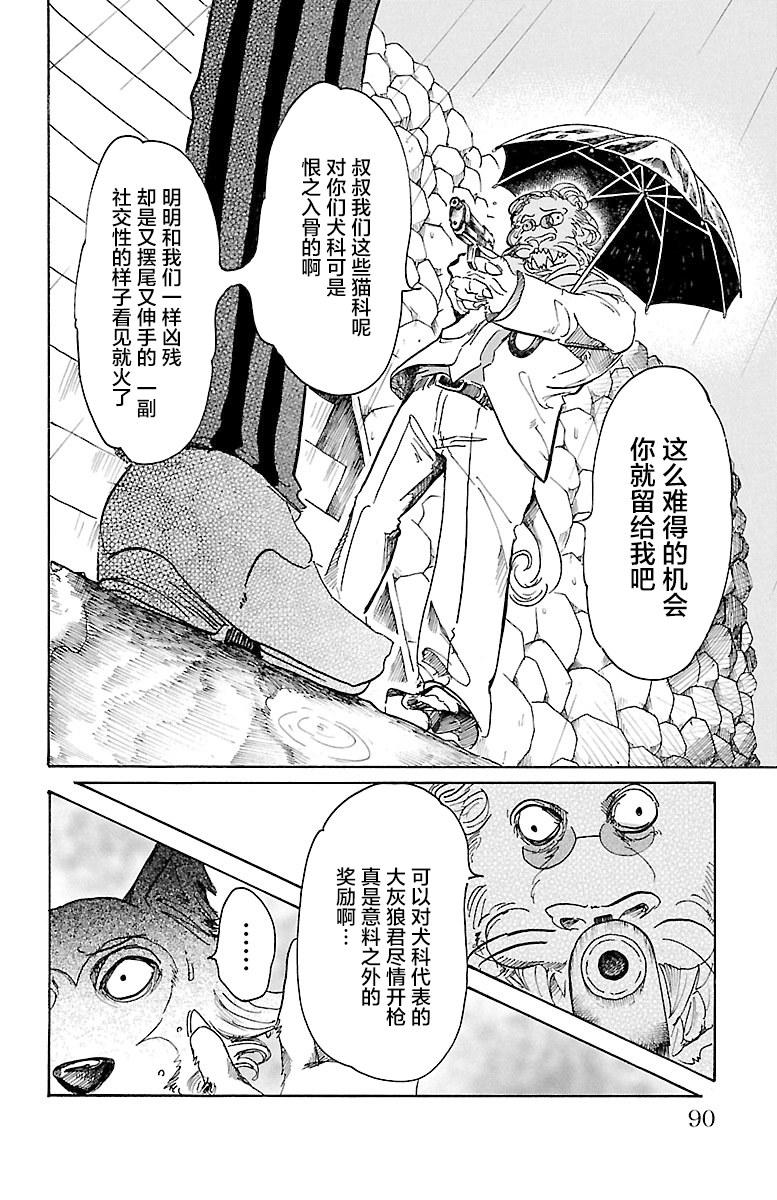 这么难得的机会
你就留给我吧
叔叔我们这些猫科呢
对你们犬科可是
恨之入骨的啊
明明和我们一样凶残
却是又摆尾又伸手的 一副
社交性的样子看见就火了
可以对犬科代表的
大灰狼君尽情开枪
真是意料之外的
奖励啊…
……
90